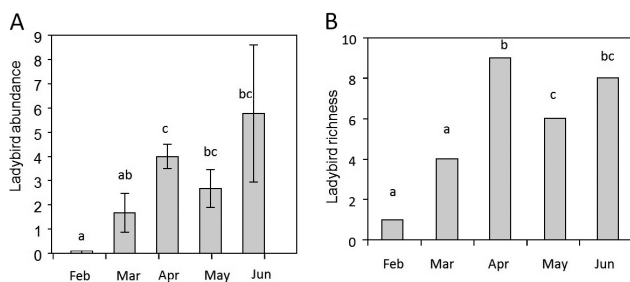 A
Ladybird abundance
9
8
7
6
5
4
3
2
1
0
a
ab
c
bc
bc
Feb Mar Apr May Jun
B
Ladybird richness
10
8
6
4
2
0
a
a
b
c
bc
Feb Mar Apr May Jun